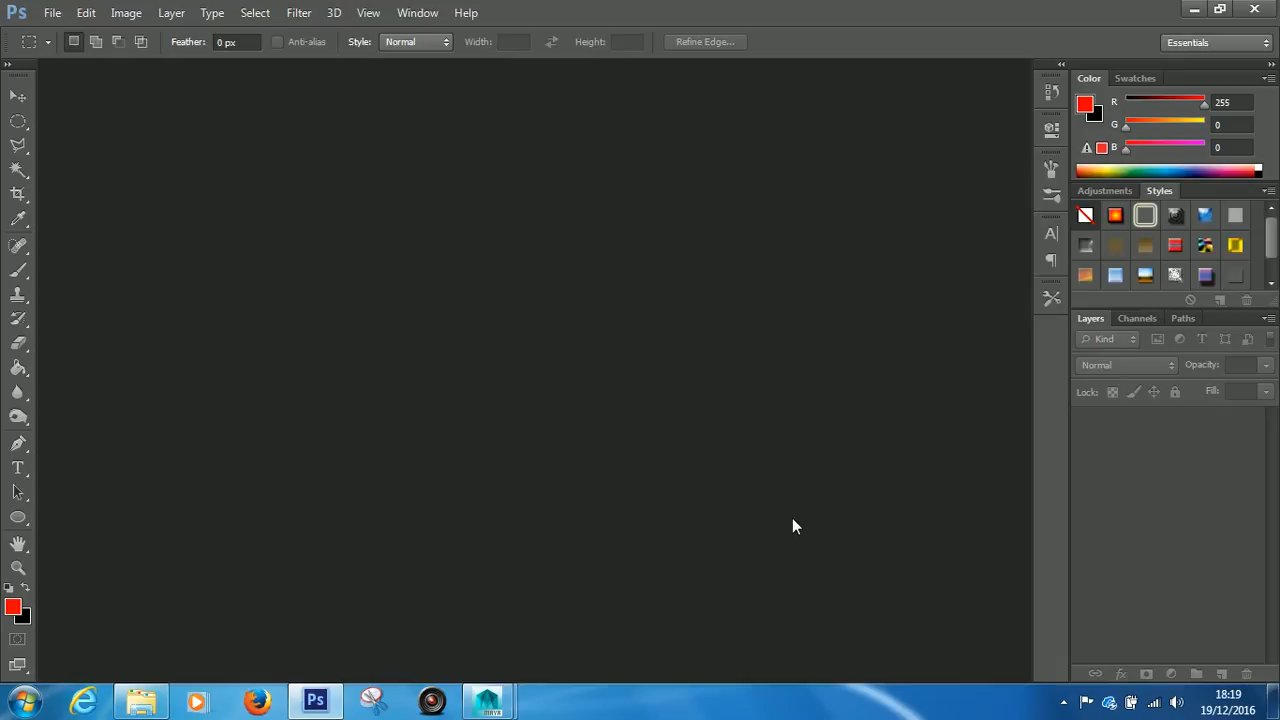 Ps File Edit Image Layer Type Select Filter 3D View Window Help
Feather: 0 px Anti-alias Style: Normal Width: Height: Refine Edge... Essentials
Color Swatches
R 255
G 0
B 0
Adjustments Styles
Layers Channels Paths
Kind T
Normal Opacity:
Lock: Fill:
A
T
Ps MAYA
18:19
19/12/2016